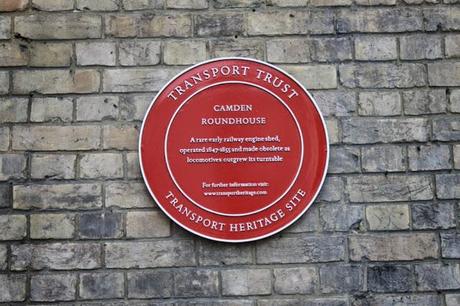 TRANSPORT TRUST
CAMDEN
ROUNDHOUSE
A rare early railway engine shed,
operated 1847-1855 and made obsolete as
locomotives outgrew its turntable
For further information visit:
www.transportheritage.com
TRANSPORT HERITAGE SITE